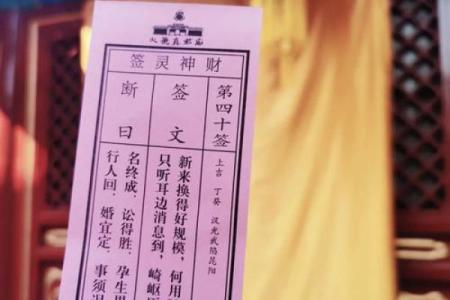 财神灵签
第四十签
上吉 丁癸 汉光武陷昆阳
签文
新来换得好规模，何用
只听耳边消息到，崎岖
断曰
名终成，讼得胜，孕生
行人回，婚宜定，事须